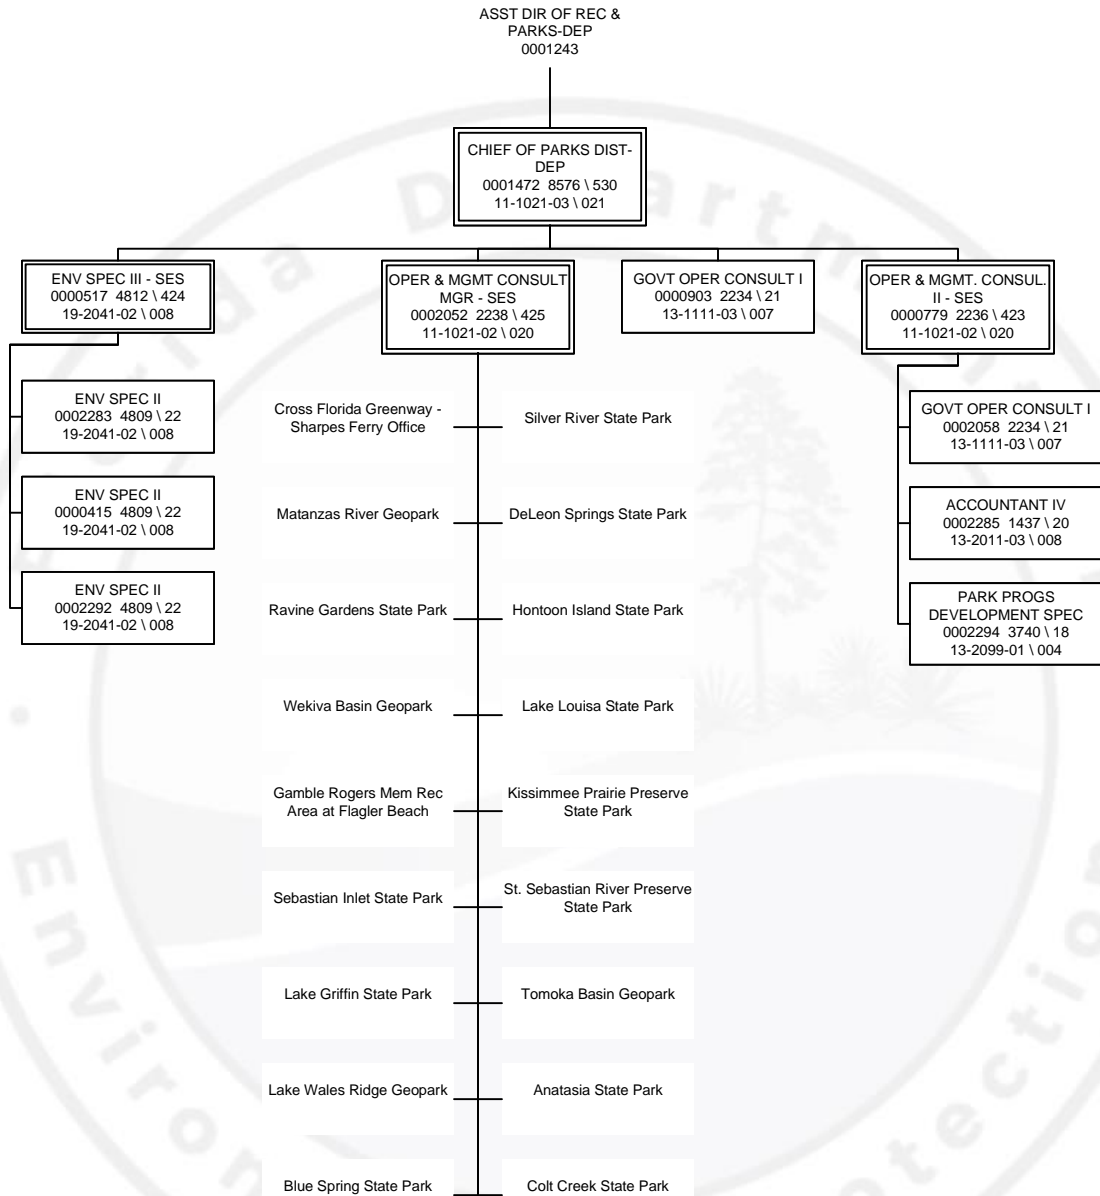 ASST DIR OF REC &
PARKS-DEP
0001243
CHIEF OF PARKS DIST-
DEP
0001472 8576 \ 530
11-1021-03 \ 021
ENV SPEC III - SES
0000517 4812 \ 424
19-2041-02 \ 008
OPER & MGMT CONSULT
MGR - SES
0002052 2238 \ 425
11-1021-02 \ 020
GOVT OPER CONSULT I
0000903 2234 \ 21
13-1111-03 \ 007
OPER & MGMT. CONSUL.
II - SES
0000779 2236 \ 423
11-1021-02 \ 020
ENV SPEC II
0002283 4809 \ 22
19-2041-02 \ 008
ENV SPEC II
0000415 4809 \ 22
19-2041-02 \ 008
ENV SPEC II
0002292 4809 \ 22
19-2041-02 \ 008
Cross Florida Greenway -
Sharpes Ferry Office
Silver River State Park
Matanzas River Geopark
DeLeon Springs State Park
Ravine Gardens State Park
Hontoon Island State Park
Wekiva Basin Geopark
Lake Louisa State Park
Gamble Rogers Mem Rec
Area at Flagler Beach
Kissimmee Prairie Preserve
State Park
Sebastian Inlet State Park
St. Sebastian River Preserve
State Park
Lake Griffin State Park
Tomoka Basin Geopark
Lake Wales Ridge Geopark
Anatasia State Park
Blue Spring State Park
Colt Creek State Park
GOVT OPER CONSULT I
0002058 2234 \ 21
13-1111-03 \ 007
ACCOUNTANT IV
0002285 1437 \ 20
13-2011-03 \ 008
PARK PROGS
DEVELOPMENT SPEC
0002294 3740 \ 18
13-2099-01 \ 004